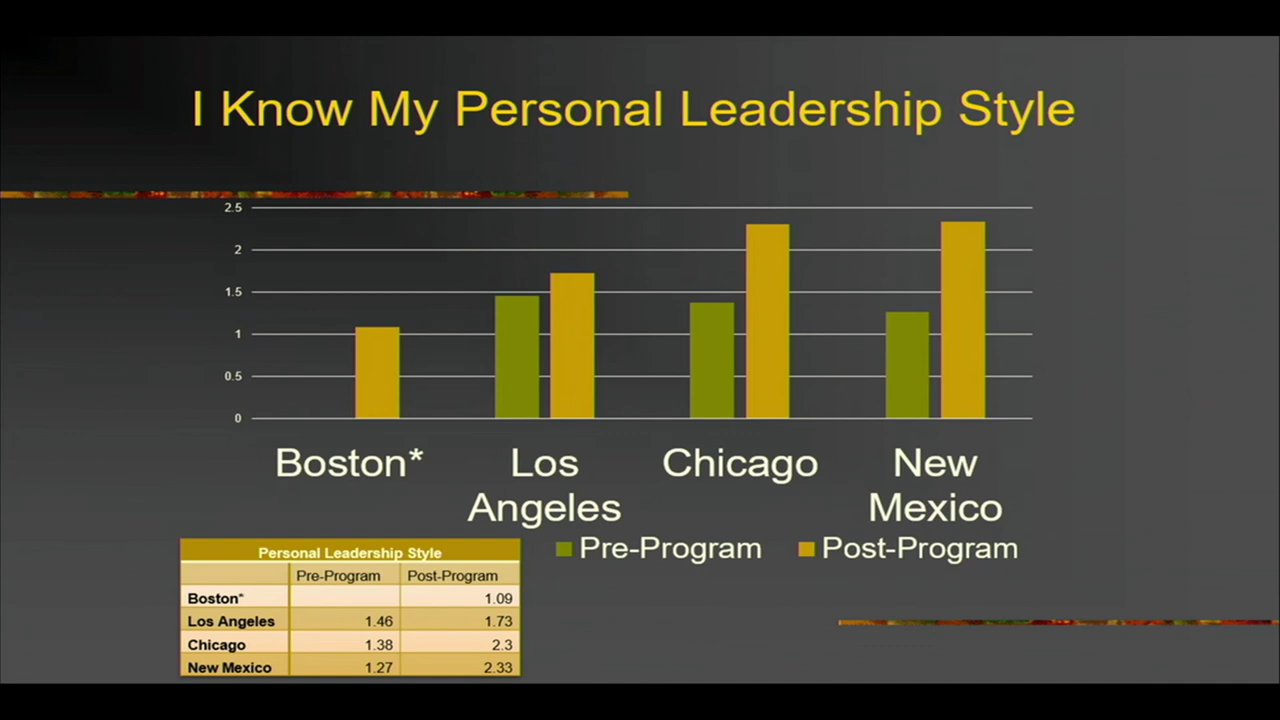 I Know My Personal Leadership Style
2.5
2
1.5
1
0.5
0
Boston*
Los
Angeles
Chicago
New
Mexico
Pre-Program
Post-Program
Personal Leadership Style
Pre-Program Post-Program
Boston* 1.09
Los Angeles 1.46 1.73
Chicago 1.38 2.3
New Mexico 1.27 2.33